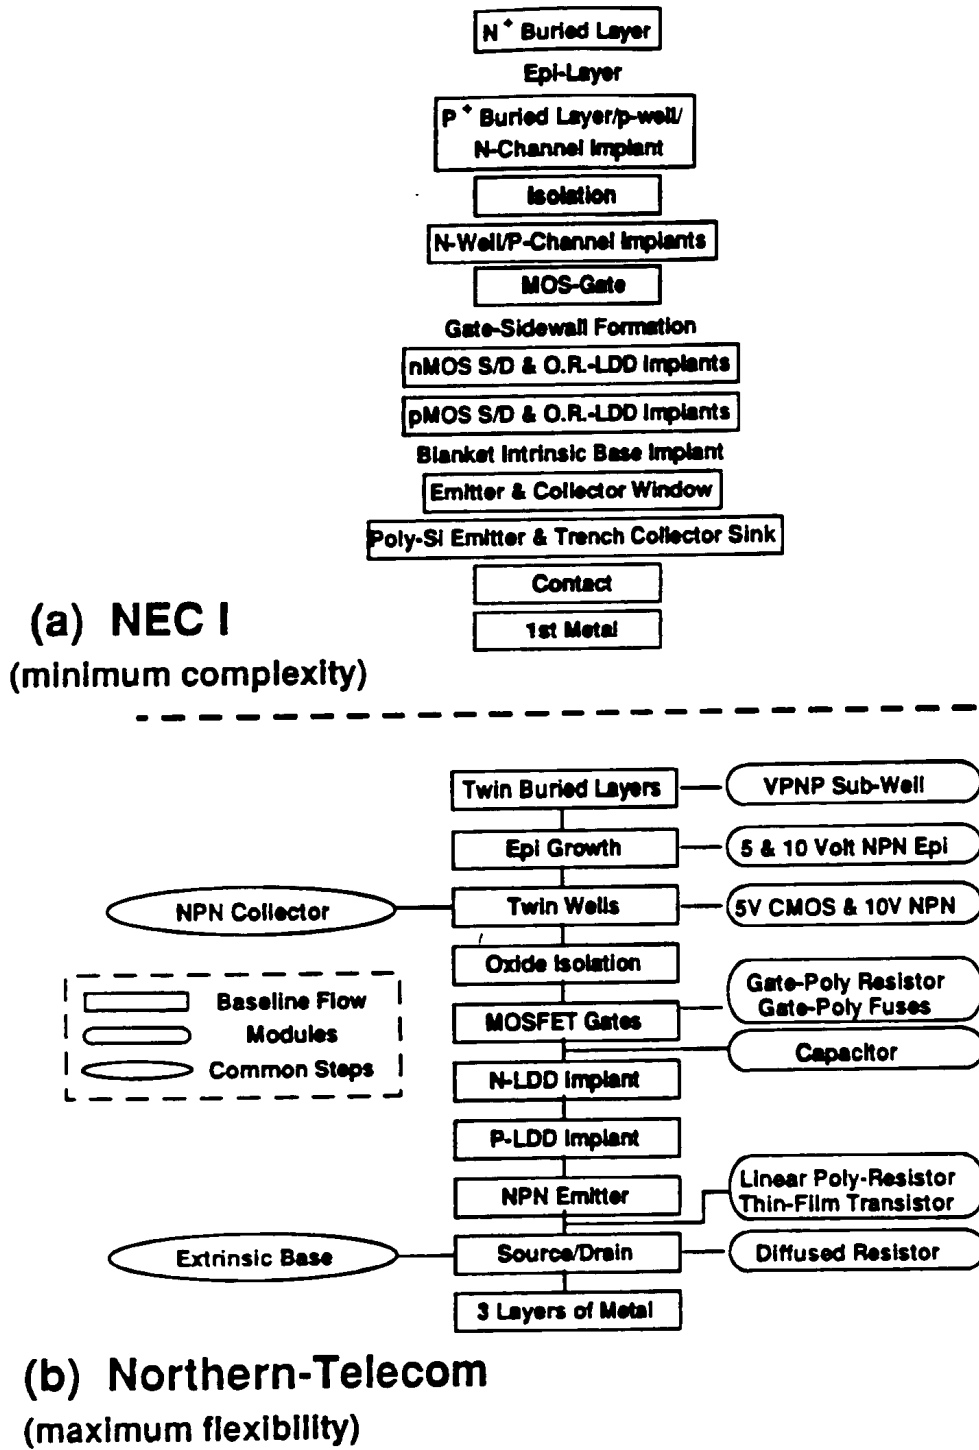 N+ Buried Layer
Epi-Layer
P+ Buried Layer/p-well/
N-Channel Implant
Isolation
N-Well/P-Channel Implants
MOS-Gate
Gate-Sidewall Formation
nMOS S/D & O.R.-LDD Implants
pMOS S/D & O.R.-LDD Implants
Blanket Intrinsic Base Implant
Emitter & Collector Window
Poly-Si Emitter & Trench Collector Sink
Contact
1st Metal
(a) NEC I
(minimum complexity)
Twin Buried Layers
VPNP Sub-Well
Epi Growth
5 & 10 Volt NPN Epi
NPN Collector
Twin Wells
5V CMOS & 10V NPN
Oxide Isolation
Baseline Flow
Modules
Common Steps
MOSFET Gates
Gate-Poly Resistor
Gate-Poly Fuses
Capacitor
N-LDD Implant
P-LDD Implant
NPN Emitter
Linear Poly-Resistor
Thin-Film Transistor
Extrinsic Base
Source/Drain
Diffused Resistor
3 Layers of Metal
(b) Northern-Telecom
(maximum flexibility)